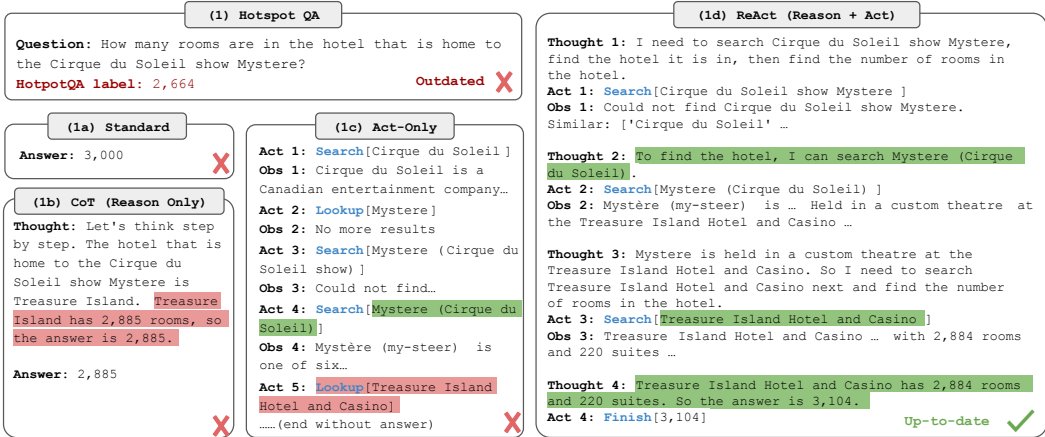 (1) Hotspot QA
Question: How many rooms are in the hotel that is home to
the Cirque du Soleil show Mystere?
HotpotQA label: 2,664
Outdated
(1a) Standard
Answer: 3,000
(1b) CoT (Reason Only)
Thought: Let's think step
by step. The hotel that is
home to the Cirque du
Soleil show Mystere is
Treasure Island. Treasure
Island has 2,885 rooms, so
the answer is 2,885.
Answer: 2,885
(1c) Act-Only
Act 1: Search[Cirque du Soleil]
Obs 1: Cirque du Soleil is a
Canadian entertainment company…
Act 2: Lookup[Mystere]
Obs 2: No more results
Act 3: Search[Mystere (Cirque du
Soleil show)]
Obs 3: Could not find…
Act 4: Search[Mystere (Cirque du
Soleil)]
Obs 4: Mystère (my-steer) is
one of six…
Act 5: Lookup[Treasure Island
Hotel and Casino]
……(end without answer)
(1d) ReAct (Reason + Act)
Thought 1: I need to search Cirque du Soleil show Mystere,
find the hotel it is in, then find the number of rooms in
the hotel.
Act 1: Search[Cirque du Soleil show Mystere ]
Obs 1: Could not find Cirque du Soleil show Mystere.
Similar: ['Cirque du Soleil' …
Thought 2: To find the hotel, I can search Mystere (Cirque
du Soleil).
Act 2: Search[Mystere (Cirque du Soleil) ]
Obs 2: Mystère (my-steer) is … Held in a custom theatre at
the Treasure Island Hotel and Casino …
Thought 3: Mystere is held in a custom theatre at the
Treasure Island Hotel and Casino. So I need to search
Treasure Island Hotel and Casino next and find the number
of rooms in the hotel.
Act 3: Search[Treasure Island Hotel and Casino ]
Obs 3: Treasure Island Hotel and Casino … with 2,884 rooms
and 220 suites …
Thought 4: Treasure Island Hotel and Casino has 2,884 rooms
and 220 suites. So the answer is 3,104.
Act 4: Finish[3,104]
Up-to-date